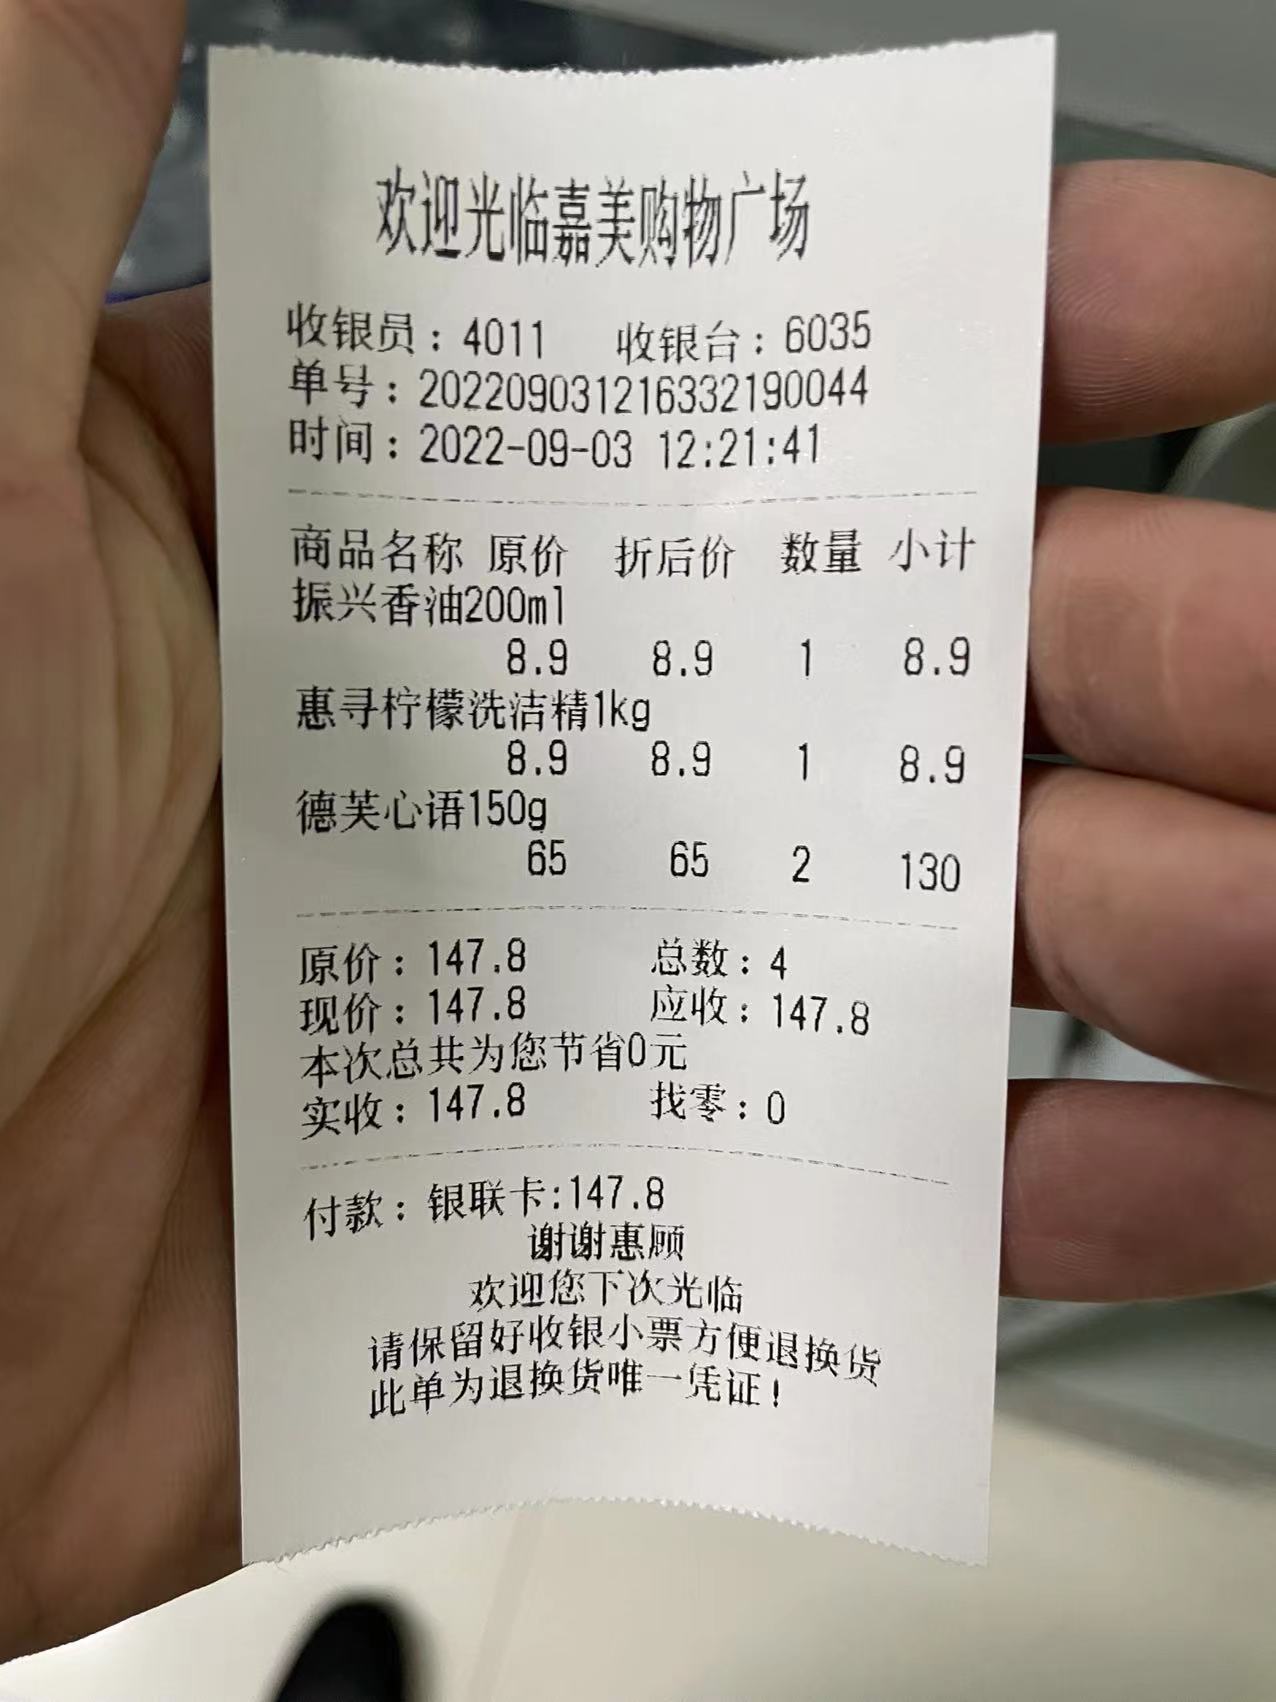 欢迎光临嘉美购物广场
收银员：4011 收银台：6035
单号：202209031216332190044
时间：2022-09-03 12:21:41
商品名称 原价 折后价 数量 小计
振兴香油200ml
8.9 8.9 1 8.9
惠寻柠檬洗洁精1kg
8.9 8.9 1 8.9
德芙心语150g
65 65 2 130
原价：147.8 总数：4
现价：147.8 应收：147.8
本次总共为您节省0元
实收：147.8 找零：0
付款：银联卡:147.8
谢谢惠顾
欢迎您下次光临
请保留好收银小票方便退换货
此单为退换货唯一凭证！